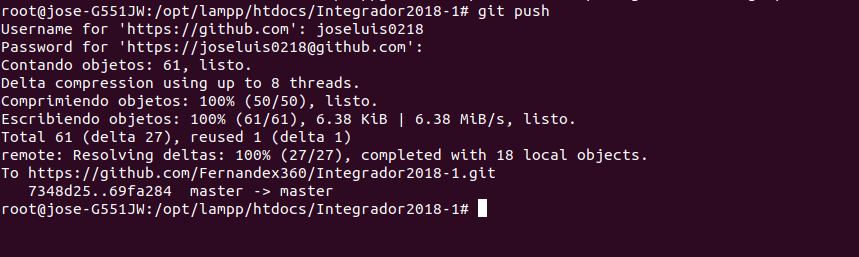 root@jose-G551JW:/opt/lampp/htdocs/Integrador2018-1# git push
Username for 'https://github.com': joseluis0218
Password for 'https://joseluis0218@github.com':
Contando objetos: 61, listo.
Delta compression using up to 8 threads.
Comprimiendo objetos: 100% (50/50), listo.
Escribiendo objetos: 100% (61/61), 6.38 KiB | 6.38 MiB/s, listo.
Total 61 (delta 27), reused 1 (delta 1)
remote: Resolving deltas: 100% (27/27), completed with 18 local objects.
To https://github.com/Fernandex360/Integrador2018-1.git
   7348d25..69fa284  master -> master
root@jose-G551JW:/opt/lampp/htdocs/Integrador2018-1#